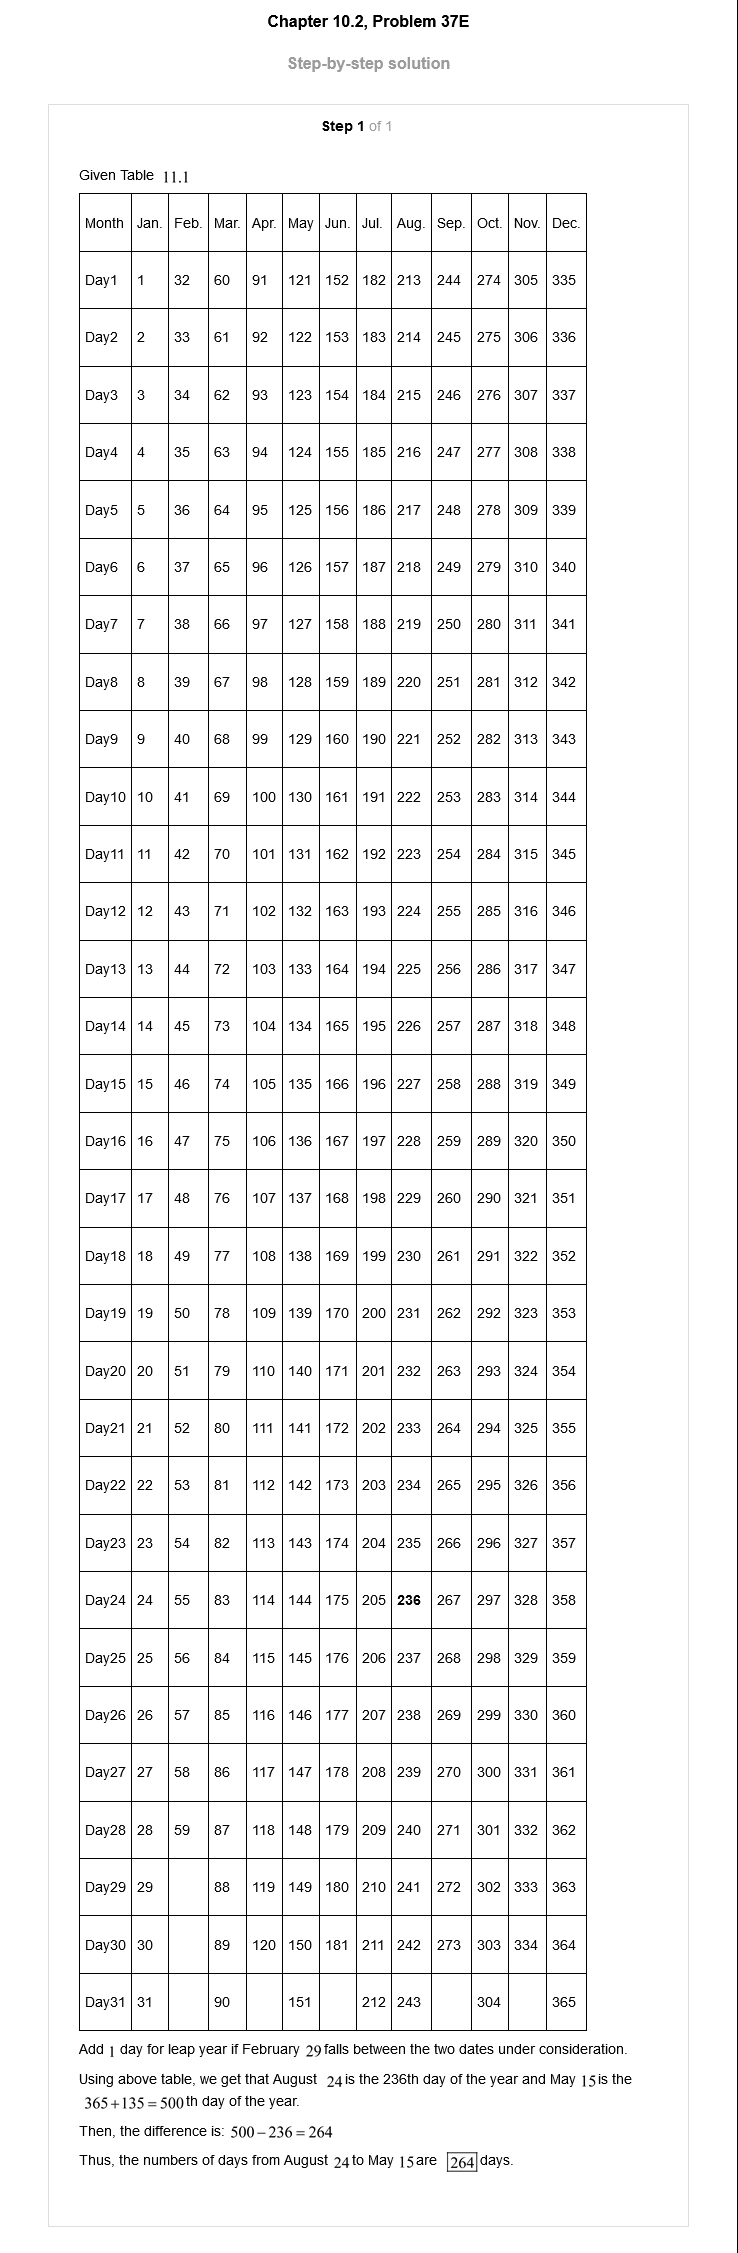 Chapter 10.2, Problem 37E
Step-by-step solution
Step 1 of 1
Given Table 11.1
Month Jan. Feb. Mar. Apr. May Jun. Jul. Aug. Sep. Oct. Nov. Dec.
Day1 1 32 60 91 121 152 182 213 244 274 305 335
Day2 2 33 61 92 122 153 183 214 245 275 306 336
Day3 3 34 62 93 123 154 184 215 246 276 307 337
Day4 4 35 63 94 124 155 185 216 247 277 308 338
Day5 5 36 64 95 125 156 186 217 248 278 309 339
Day6 6 37 65 96 126 157 187 218 249 279 310 340
Day7 7 38 66 97 127 158 188 219 250 280 311 341
Day8 8 39 67 98 128 159 189 220 251 281 312 342
Day9 9 40 68 99 129 160 190 221 252 282 313 343
Day10 10 41 69 100 130 161 191 222 253 283 314 344
Day11 11 42 70 101 131 162 192 223 254 284 315 345
Day12 12 43 71 102 132 163 193 224 255 285 316 346
Day13 13 44 72 103 133 164 194 225 256 286 317 347
Day14 14 45 73 104 134 165 195 226 257 287 318 348
Day15 15 46 74 105 135 166 196 227 258 288 319 349
Day16 16 47 75 106 136 167 197 228 259 289 320 350
Day17 17 48 76 107 137 168 198 229 260 290 321 351
Day18 18 49 77 108 138 169 199 230 261 291 322 352
Day19 19 50 78 109 139 170 200 231 262 292 323 353
Day20 20 51 79 110 140 171 201 232 263 293 324 354
Day21 21 52 80 111 141 172 202 233 264 294 325 355
Day22 22 53 81 112 142 173 203 234 265 295 326 356
Day23 23 54 82 113 143 174 204 235 266 296 327 357
Day24 24 55 83 114 144 175 205 236 267 297 328 358
Day25 25 56 84 115 145 176 206 237 268 298 329 359
Day26 26 57 85 116 146 177 207 238 269 299 330 360
Day27 27 58 86 117 147 178 208 239 270 300 331 361
Day28 28 59 87 118 148 179 209 240 271 301 332 362
Day29 29 88 119 149 180 210 241 272 302 333 363
Day30 30 89 120 150 181 211 242 273 303 334 364
Day31 31 90 151 212 243 304 365
Add 1 day for leap year if February 29 falls between the two dates under consideration.
Using above table, we get that August 24 is the 236th day of the year and May 15 is the
365+135=500th day of the year.
Then, the difference is: 500−236=264
Thus, the numbers of days from August 24 to May 15 are 264 days.